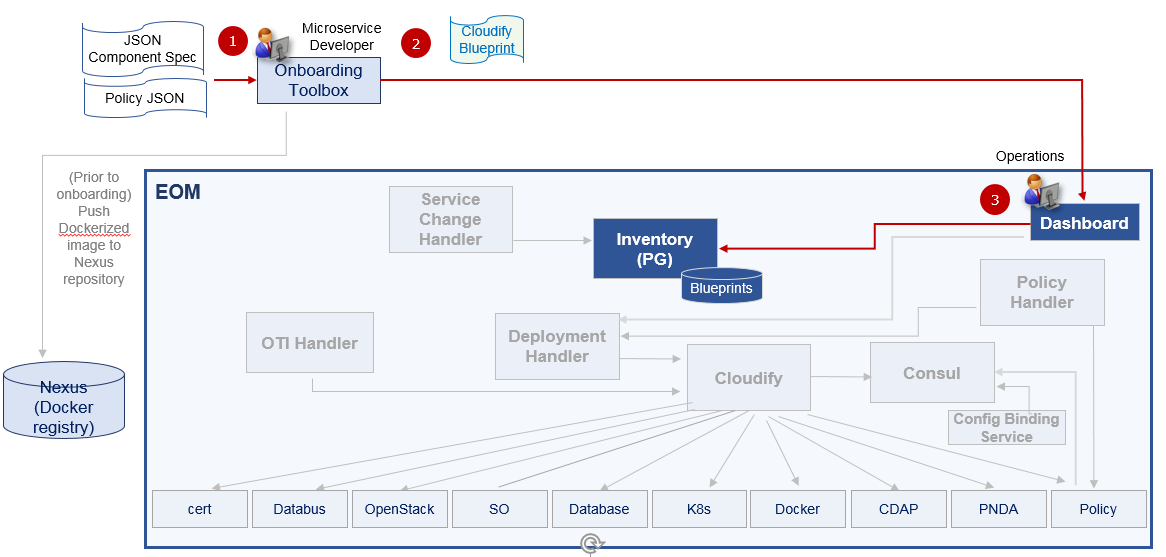 JSON
Component Spec
Policy JSON
1
Microservice
Developer
2
Cloudify
Blueprint
Onboarding
Toolbox
(Prior to
onboarding)
Push
Dockerized
image to
Nexus
repository
Nexus
(Docker
registry)
Operations
EOM
Service
Change
Handler
Inventory
(PG)
Blueprints
3
Dashboard
Policy
Handler
OTI Handler
Deployment
Handler
Cloudify
Consul
Config Binding
Service
cert
Databus
OpenStack
SO
Database
K8s
Docker
CDAP
PNDA
Policy